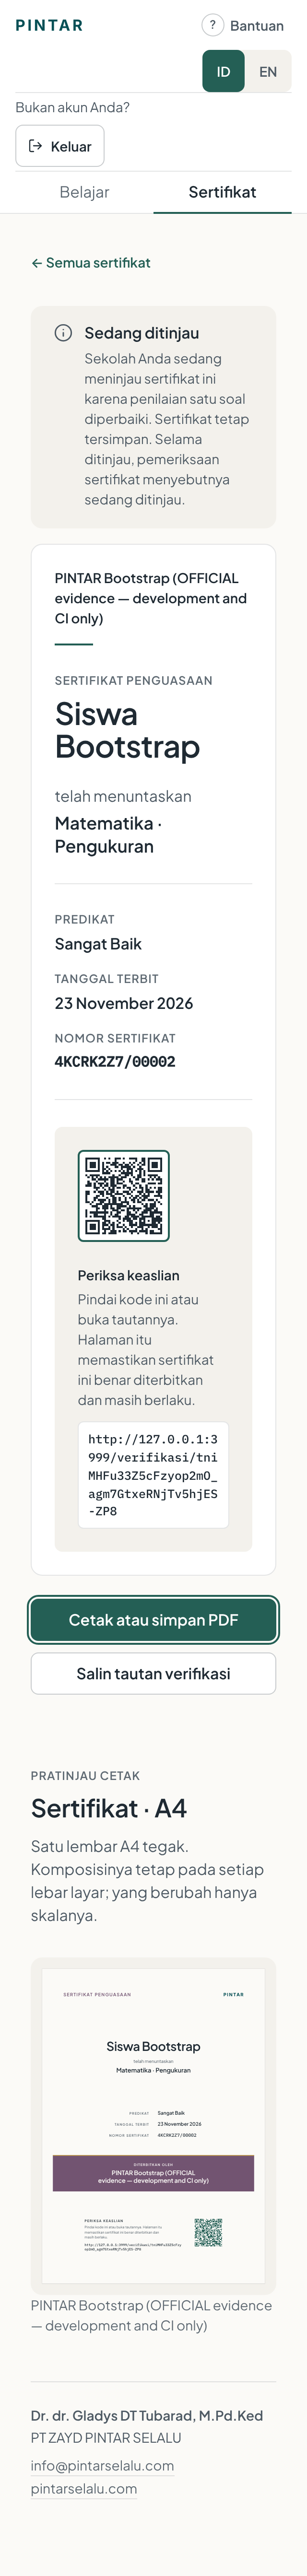 PINTAR
? Bantuan
ID EN
Bukan akun Anda?
Keluar
Belajar Sertifikat
← Semua sertifikat
Sedang ditinjau
Sekolah Anda sedang
meninjau sertifikat ini
karena penilaian satu soal
diperbaiki. Sertifikat tetap
tersimpan. Selama
ditinjau, pemeriksaan
sertifikat menyebutnya
sedang ditinjau.
PINTAR Bootstrap (OFFICIAL
evidence — development and
CI only)
SERTIFIKAT PENGUASAAN
Siswa
Bootstrap
telah menuntaskan
Matematika ·
Pengukuran
PREDIKAT
Sangat Baik
TANGGAL TERBIT
23 November 2026
NOMOR SERTIFIKAT
4KCRK2Z7/00002
Periksa keaslian
Pindai kode ini atau
buka tautannya.
Halaman itu
memastikan sertifikat
ini benar diterbitkan
dan masih berlaku.
http://127.0.0.1:3
999/verifikasi/tni
MHFu33Z5cFzyop2mO_
agm7GtxeRNjTv5hjES
-ZP8
Cetak atau simpan PDF
Salin tautan verifikasi
PRATINJAU CETAK
Sertifikat · A4
Satu lembar A4 tegak.
Komposisinya tetap pada setiap
lebar layar; yang berubah hanya
skalanya.
SERTIFIKAT PENGUASAAN PINTAR
Siswa Bootstrap
telah menuntaskan
Matematika · Pengukuran
PREDIKAT Sangat Baik
TANGGAL TERBIT 23 November 2026
NOMOR SERTIFIKAT 4KCRK2Z7/00002
DITERBITKAN OLEH
PINTAR Bootstrap (OFFICIAL
evidence — development and CI only)
PERIKSA KEASLIAN
PINTAR Bootstrap (OFFICIAL evidence
— development and CI only)
Dr. dr. Gladys DT Tubarad, M.Pd.Ked
PT ZAYD PINTAR SELALU
info@pintarselalu.com
pintarselalu.com